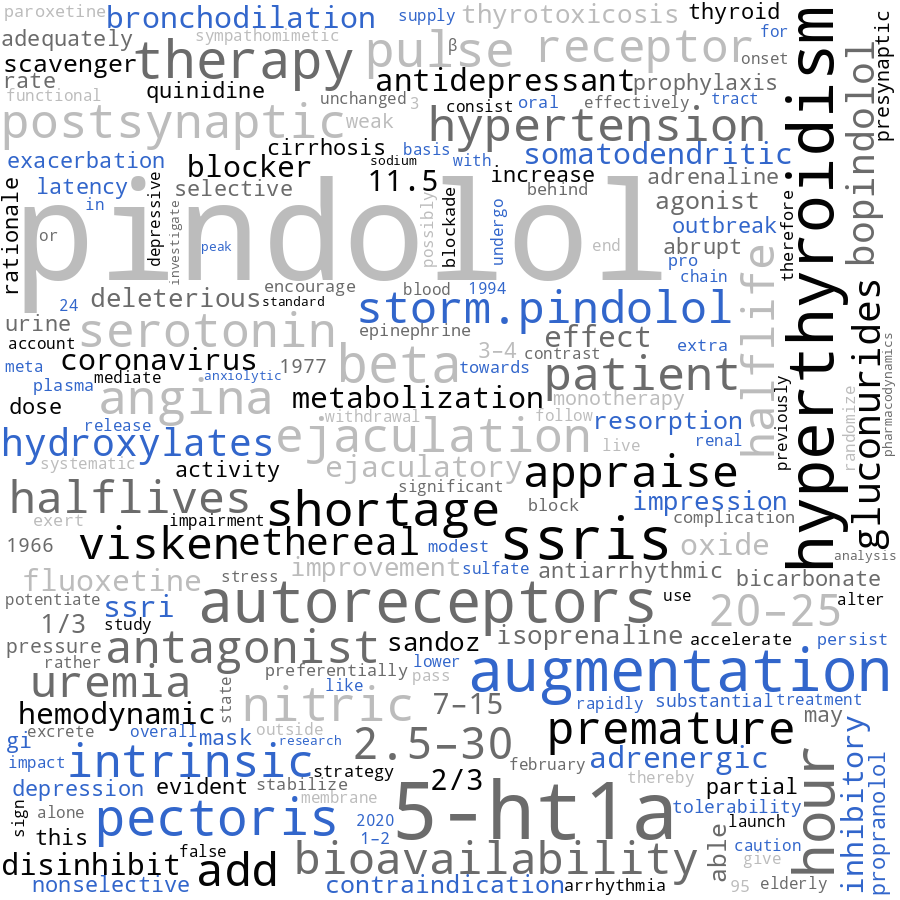 paroxetine
bronchodilation
supply
thyrotoxicosis
thyroid
adequately
sympathomimetic
for
scavenger
therapy
pulse
β
receptor
onset
presynaptic
rate
quinidine
antidepressant
prophylaxis
functional
unchanged
3
consist
oral
effectively
tract
postsynaptic
weak
hypertension
hyperthyroidism
bopindolol
exacerbation
cirrhosis
basis
with
somatodendritic
blocker
sodium
11.5
increase
adrenaline
latency
selective
behind
agonist
in
rationale
depressive
investigate
pindolol
peak
possibly
blockade
undergo
outbreak
therefore
or
end
abrupt
pro
chain
24
deleterious
encourage
standard
blood
1994
storm.pindolol
halflife
gluconurides
urine
serotonin
epinephrine
effect
account
coronavirus
1977
beta
3–4
contrast
extra
meta
mediate
anxiolytic
towards
patient
plasma
angina
metabolization
monotherapy
previously
randomize
pharmacodynamics
dose
release
withdrawal
follow
resorption
hydroxylates
ejaculation
live
renal
systematic
activity
ejaculatory
appraise
halflives
significant
block
impression
exert
impairment
shortage
complication
1966
visken
ethereal
modest
ssris
oxide
analysis
fluoxetine
stress
improvement
sulfate
antiarrhythmic
bicarbonate
potentiate
ssri
autoreceptors
use
20–25
alter
1/3
study
pressure
antagonist
sandoz
isoprenaline
accelerate
persist
rather
preferentially
lower
pass
augmentation
uremia
state
like
nitric
7–15
rapidly
substantial
treatment
hemodynamic
excrete
overall
mask
outside
research
2.5–30
premature
may
gi
impact
intrinsic
strategy
february
adrenergic
inhibitory
propranolol
depression
evident
stabilize
membrane
2/3
thereby
partial
hour
sign
alone
pectoris
2020
5-ht1a
tolerability
launch
this
1–2
able
caution
disinhibit
false
add
bioavailability
give
nonselective
contraindication
arrhythmia
95
elderly